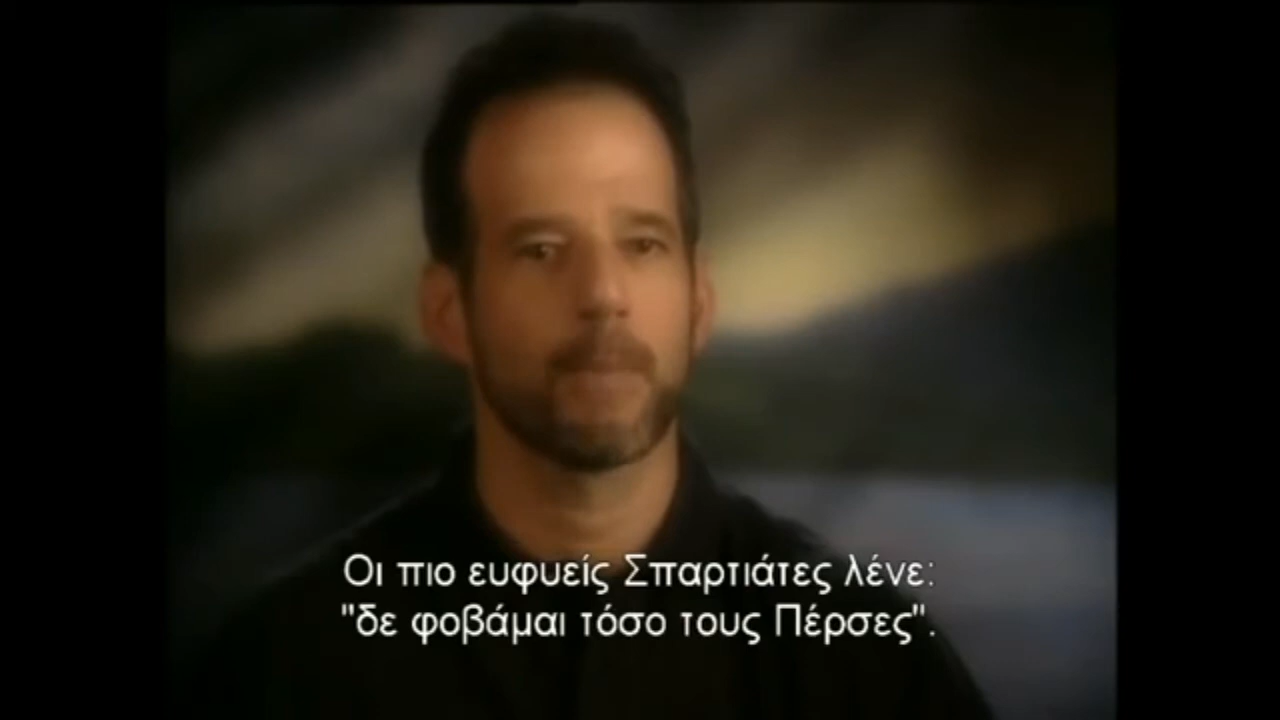 Οι πιο ευφυείς Σπαρτιάτες λένε:
"δε φοβάμαι τόσο τους Πέρσες".